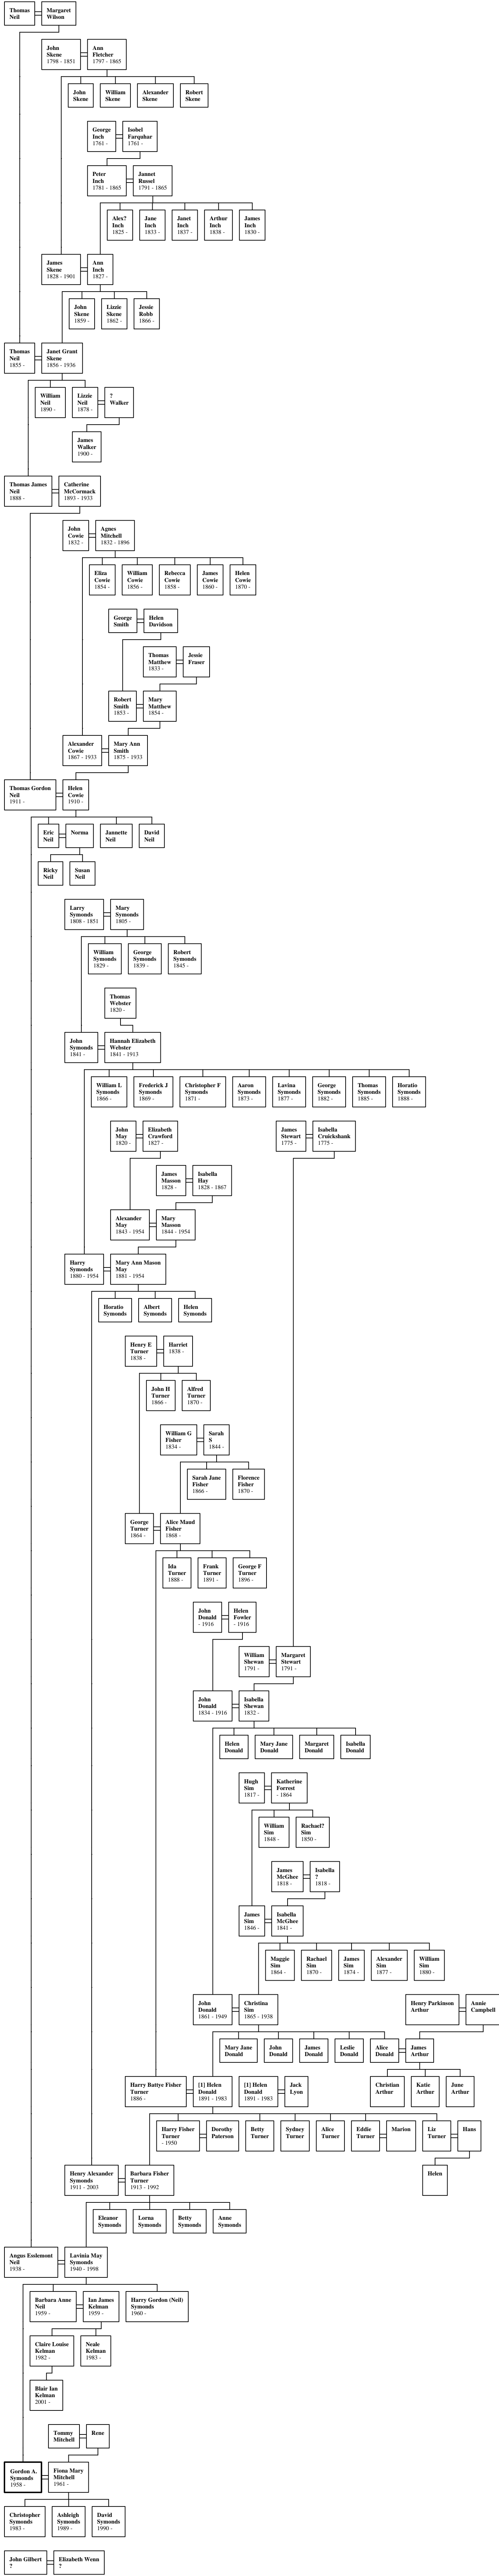 Thomas
Neil
Margaret
Wilson
John
Skene
1798 - 1851
Ann
Fletcher
1797 - 1865
John
Skene
William
Skene
Alexander
Skene
Robert
Skene
George
Inch
1761 -
Isobel
Farquhar
1761 -
Peter
Inch
1781 - 1865
Jannet
Russel
1791 - 1865
Alex?
Inch
1825 -
Jane
Inch
1833 -
Janet
Inch
1837 -
Arthur
Inch
1838 -
James
Inch
1830 -
James
Skene
1828 - 1901
Ann
Inch
1827 -
John
Skene
1859 -
Lizzie
Skene
1862 -
Jessie
Robb
1866 -
Thomas
Neil
1855 -
Janet Grant
Skene
1856 - 1936
William
Neil
1890 -
Lizzie
Neil
1878 -
?
Walker
James
Walker
1900 -
Thomas James
Neil
1888 -
Catherine
McCormack
1893 - 1933
John
Cowie
1832 -
Agnes
Mitchell
1832 - 1896
Eliza
Cowie
1854 -
William
Cowie
1856 -
Rebecca
Cowie
1858 -
James
Cowie
1860 -
Helen
Cowie
1870 -
George
Smith
Helen
Davidson
Thomas
Matthew
1833 -
Jessie
Fraser
Robert
Smith
1853 -
Mary
Matthew
1854 -
Alexander
Cowie
1867 - 1933
Mary Ann
Smith
1875 - 1933
Thomas Gordon
Neil
1911 -
Helen
Cowie
1910 -
Eric
Neil
Norma
Jannette
Neil
David
Neil
Ricky
Neil
Susan
Neil
Larry
Symonds
1808 - 1851
Mary
Symonds
1805 -
William
Symonds
1829 -
George
Symonds
1839 -
Robert
Symonds
1845 -
Thomas
Webster
1820 -
John
Symonds
1841 -
Hannah Elizabeth
Webster
1841 - 1913
William L
Symonds
1866 -
Frederick J
Symonds
1869 -
Christopher F
Symonds
1871 -
Aaron
Symonds
1873 -
Lavina
Symonds
1877 -
George
Symonds
1882 -
Thomas
Symonds
1885 -
Horatio
Symonds
1888 -
John
May
1820 -
Elizabeth
Crawford
1827 -
James
Stewart
1775 -
Isabella
Cruickshank
1775 -
James
Masson
1828 -
Isabella
Hay
1828 - 1867
Alexander
May
1843 - 1954
Mary
Masson
1844 - 1954
Harry
Symonds
1880 - 1954
Mary Ann Mason
May
1881 - 1954
Horatio
Symonds
Albert
Symonds
Helen
Symonds
Henry E
Turner
1838 -
Harriet
1838 -
John H
Turner
1866 -
Alfred
Turner
1870 -
William G
Fisher
1834 -
Sarah
S
1844 -
Sarah Jane
Fisher
1866 -
Florence
Fisher
1870 -
George
Turner
1864 -
Alice Maud
Fisher
1868 -
Ida
Turner
1888 -
Frank
Turner
1891 -
George F
Turner
1896 -
John
Donald
- 1916
Helen
Fowler
- 1916
William
Shewan
1791 -
Margaret
Stewart
1791 -
John
Donald
1834 - 1916
Isabella
Shewan
1832 -
Helen
Donald
Mary Jane
Donald
Margaret
Donald
Isabella
Donald
Hugh
Sim
1817 -
Katherine
Forrest
- 1864
William
Sim
1848 -
Rachael?
Sim
1850 -
James
McGhee
1818 -
Isabella
?
1818 -
James
Sim
1846 -
Isabella
McGhee
1841 -
Maggie
Sim
1864 -
Rachael
Sim
1870 -
James
Sim
1874 -
Alexander
Sim
1877 -
William
Sim
1880 -
John
Donald
1861 - 1949
Christina
Sim
1865 - 1938
Henry Parkinson
Arthur
Annie
Campbell
Mary Jane
Donald
John
Donald
James
Donald
Leslie
Donald
Alice
Donald
James
Arthur
Harry Battye Fisher
Turner
1886 -
[1] Helen
Donald
1891 - 1983
[1] Helen
Donald
1891 - 1983
Jack
Lyon
Christian
Arthur
Katie
Arthur
June
Arthur
Harry Fisher
Turner
- 1950
Dorothy
Paterson
Betty
Turner
Sydney
Turner
Alice
Turner
Eddie
Turner
Marion
Liz
Turner
Hans
Henry Alexander
Symonds
1911 - 2003
Barbara Fisher
Turner
1913 - 1992
Helen
Eleanor
Symonds
Lorna
Symonds
Betty
Symonds
Anne
Symonds
Angus Esslemont
Neil
1938 -
Lavinia May
Symonds
1940 - 1998
Barbara Anne
Neil
1959 -
Ian James
Kelman
1959 -
Harry Gordon (Neil)
Symonds
1960 -
Claire Louise
Kelman
1982 -
Neale
Kelman
1983 -
Blair Ian
Kelman
2001 -
Tommy
Mitchell
Rene
Gordon A.
Symonds
1958 -
Fiona Mary
Mitchell
1961 -
Christopher
Symonds
1983 -
Ashleigh
Symonds
1989 -
David
Symonds
1990 -
John Gilbert
?
Elizabeth Wenn
?